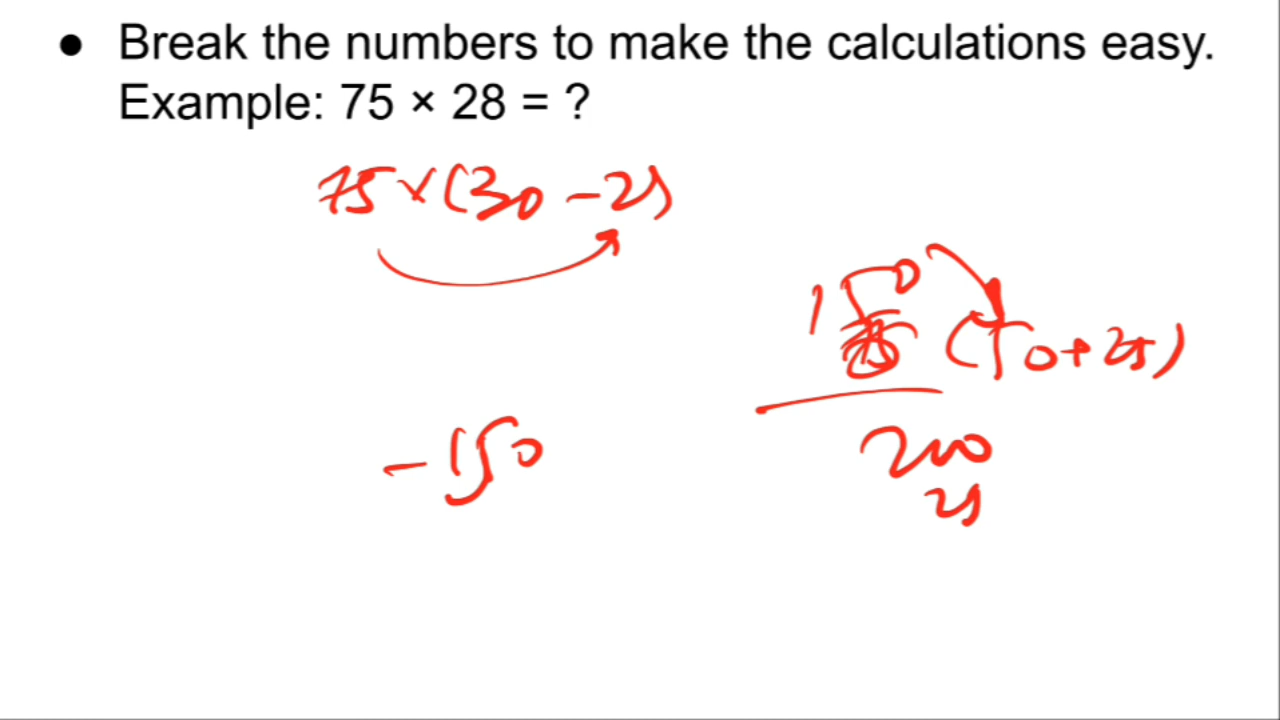 ● Break the numbers to make the calculations easy.
Example: 75 × 28 = ?
75 × (30 - 2)
150
(50 + 25)
- 150
200
25